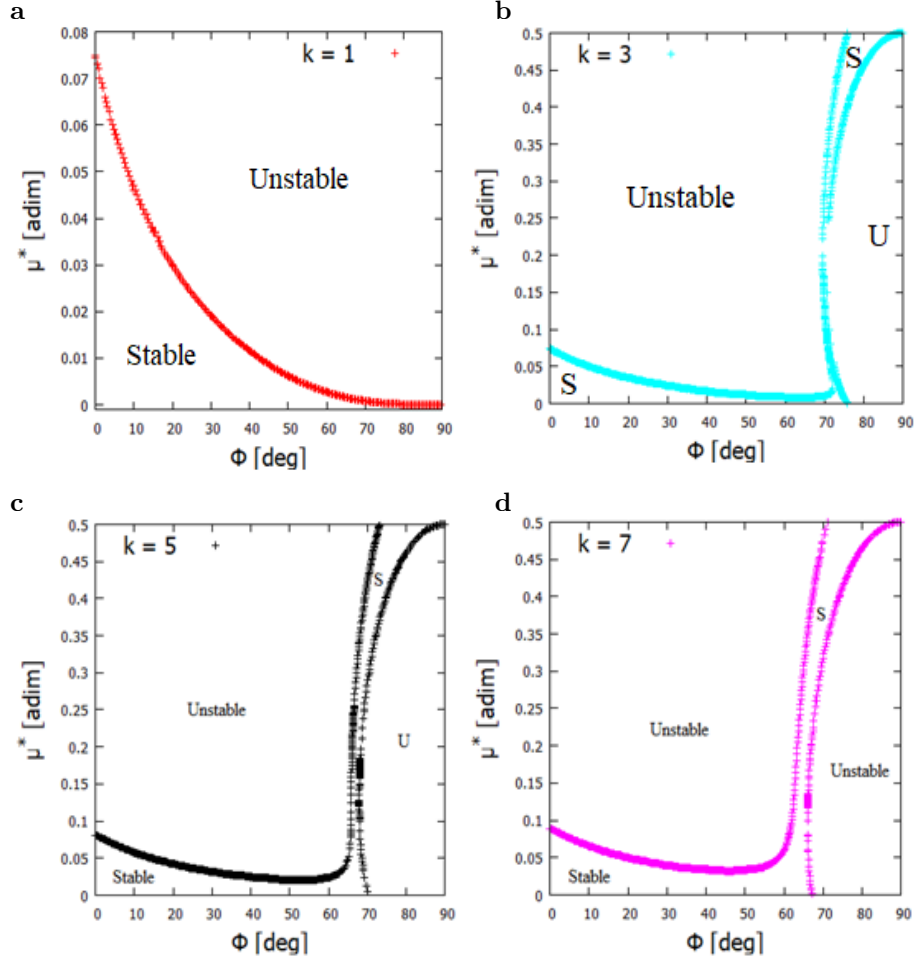 a
k = 1
Unstable
Stable
μ* [adim]
0.08
0.07
0.06
0.05
0.04
0.03
0.02
0.01
0
0 10 20 30 40 50 60 70 80 90
Φ [deg]
b
k = 3
S
Unstable
U
S
μ* [adim]
0.5
0.45
0.4
0.35
0.3
0.25
0.2
0.15
0.1
0.05
0
0 10 20 30 40 50 60 70 80 90
Φ [deg]
c
k = 5
S
Unstable
U
Stable
μ* [adim]
0.5
0.45
0.4
0.35
0.3
0.25
0.2
0.15
0.1
0.05
0
0 10 20 30 40 50 60 70 80 90
Φ [deg]
d
k = 7
S
Unstable
Unstable
Stable
μ* [adim]
0.5
0.45
0.4
0.35
0.3
0.25
0.2
0.15
0.1
0.05
0
0 10 20 30 40 50 60 70 80 90
Φ [deg]